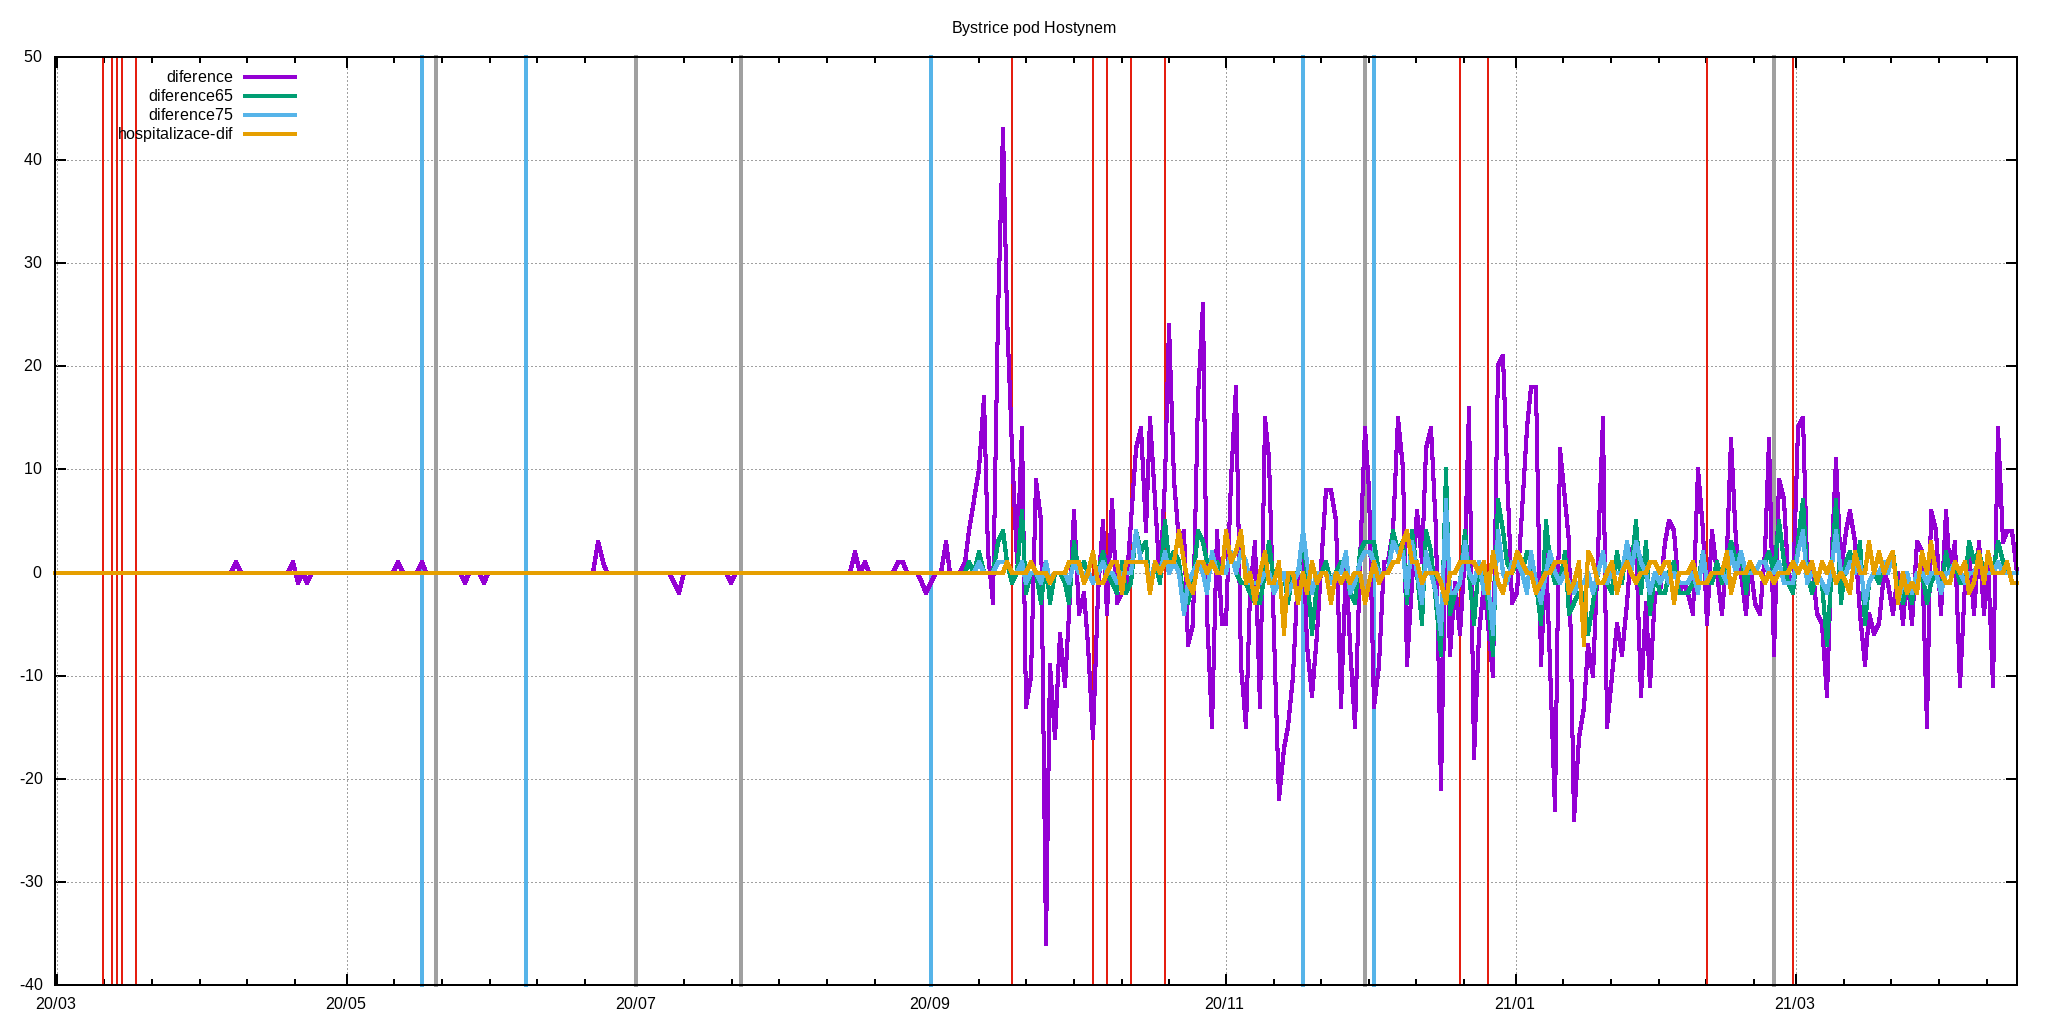 Bystrice pod Hostynem
50
diference
diference65
diference75
hospitalizace-dif
40
30
20
10
0
-10
-20
-30
-40
20/03 20/05 20/07 20/09 20/11 21/01 21/03